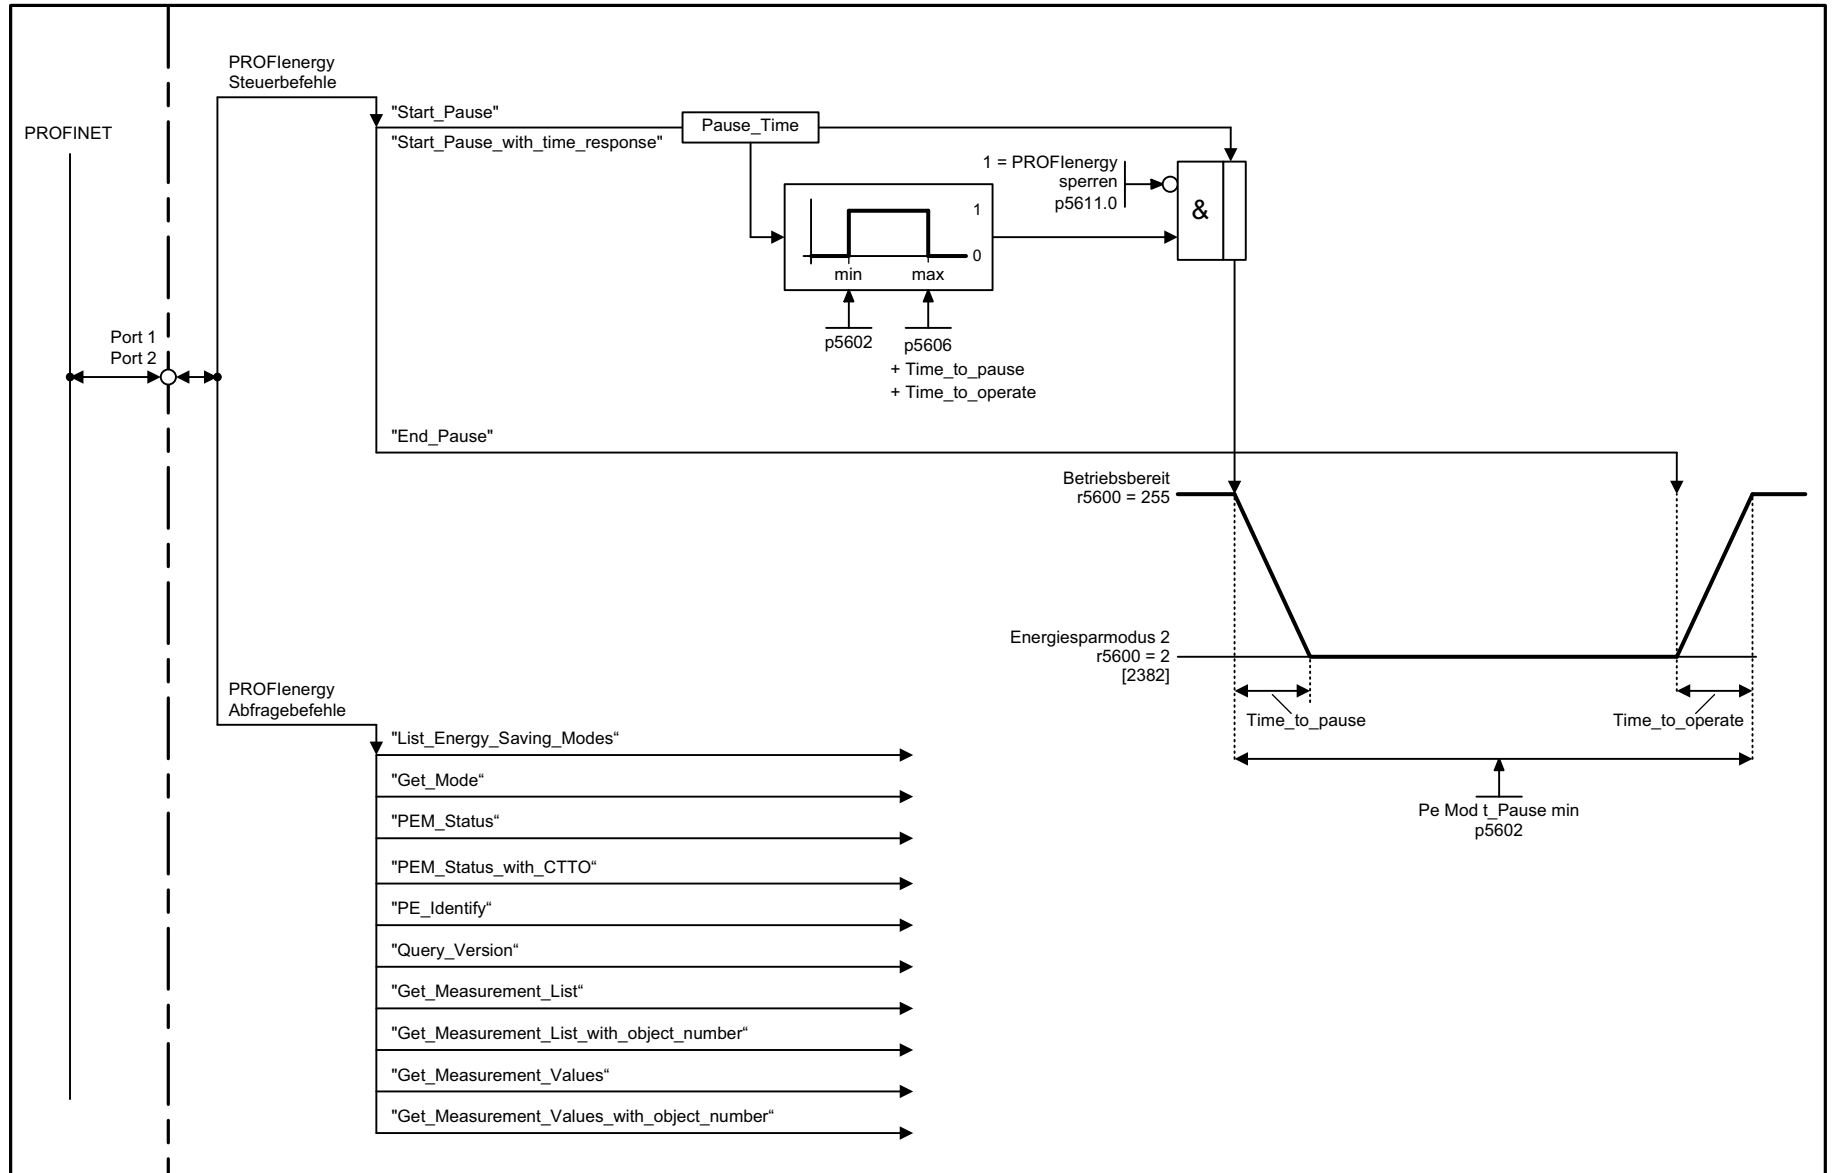 PROFINET
Port 1
Port 2
PROFIenergy
Steuerbefehle
"Start_Pause"
"Start_Pause_with_time_response"
Pause_Time
1 = PROFIenergy
sperren
p5611.0
&
1
0
min
max
p5602
p5606
+ Time_to_pause
+ Time_to_operate
"End_Pause"
Betriebsbereit
r5600 = 255
Energiesparmodus 2
r5600 = 2
[2382]
Time_to_pause
Time_to_operate
Pe Mod t_Pause min
p5602
PROFIenergy
Abfragebefehle
"List_Energy_Saving_Modes“
"Get_Mode“
"PEM_Status“
"PEM_Status_with_CTTO“
"PE_Identify“
"Query_Version“
"Get_Measurement_List“
"Get_Measurement_List_with_object_number“
"Get_Measurement_Values“
"Get_Measurement_Values_with_object_number“